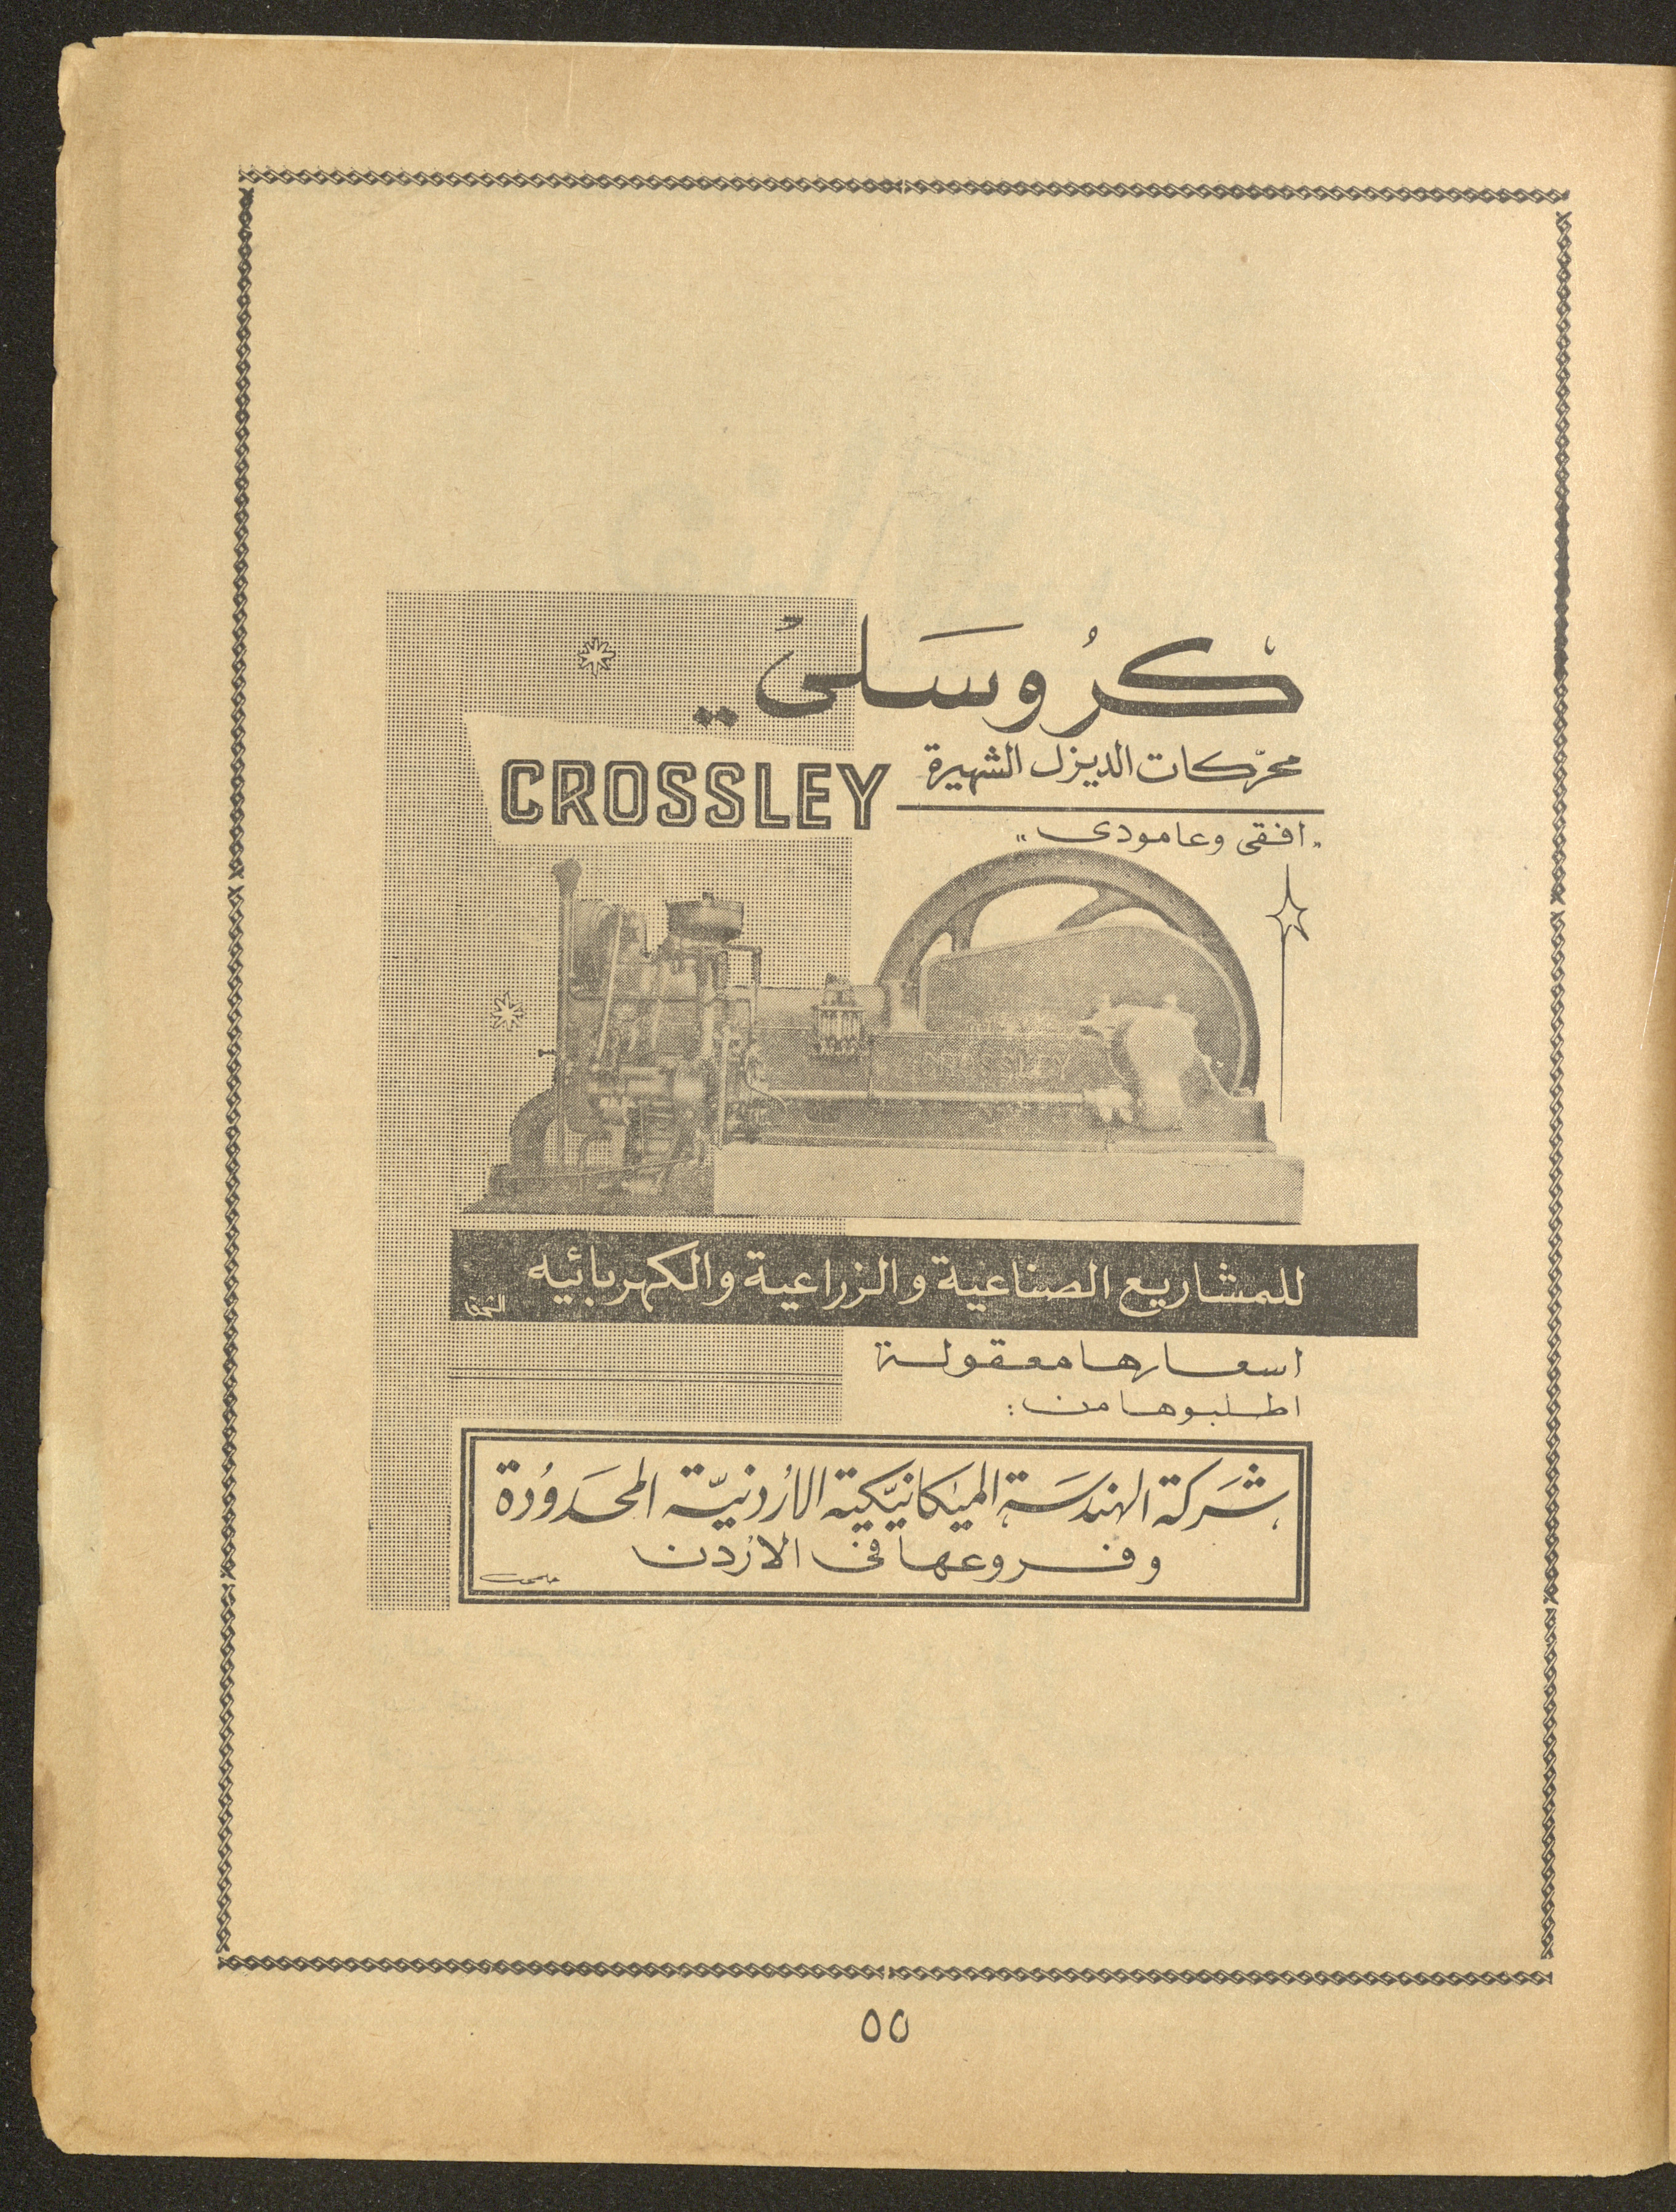 كروسلي..
محركات الديزل الشهيرة
CROSSLEY
"افقي وعامودي"
CROSSLEY
للمشاريع الصناعية والزراعية والكهربائيه
اسعارها معقولة
اطلبوها من :
شركة الهندسة الميكانيكية الأردنية المحدودة
وفروعها في الاردن
٥٥